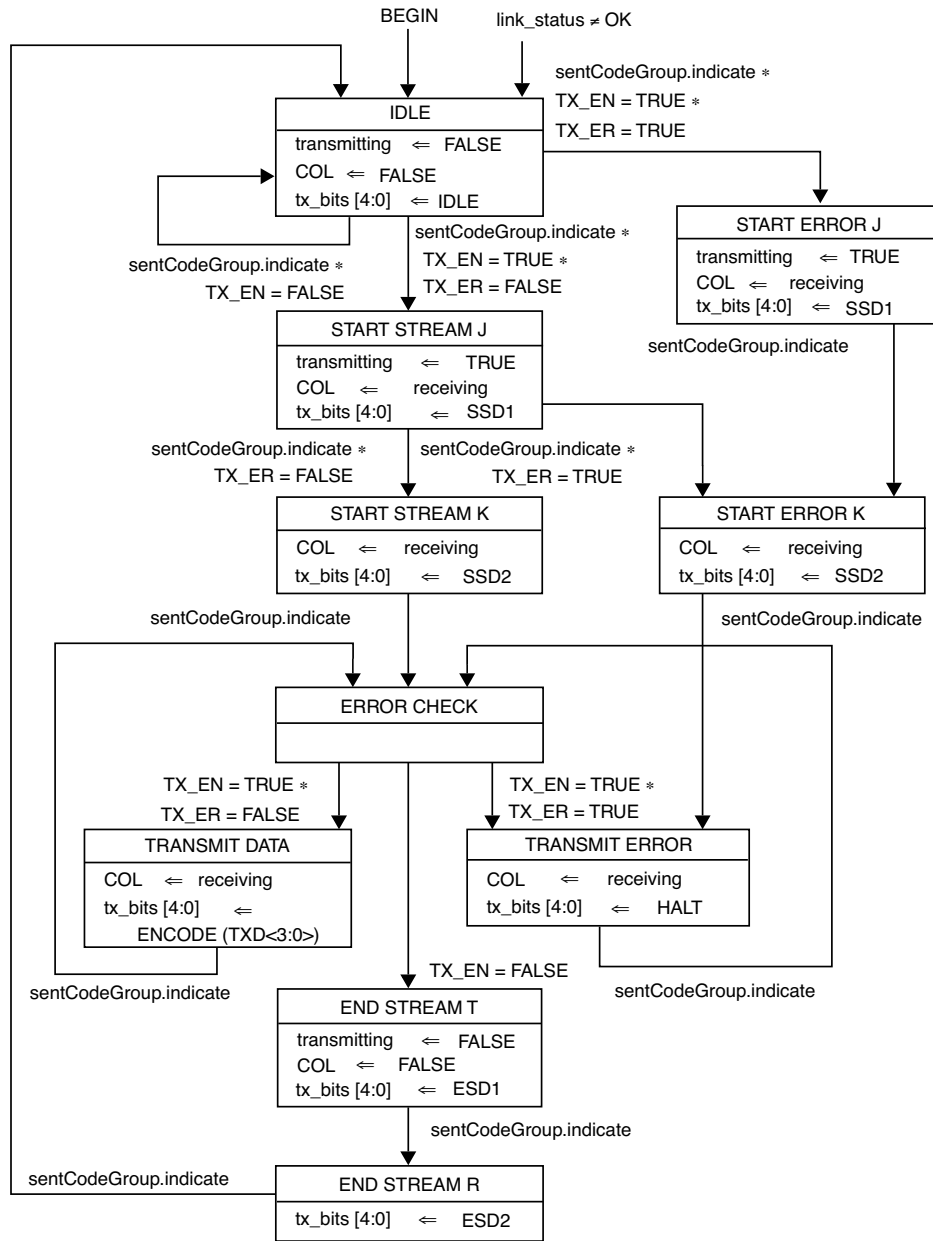 BEGIN
link_status ≠ OK
sentCodeGroup.indicate *
TX_EN = TRUE *
TX_ER = TRUE
IDLE
transmitting ⇐ FALSE
COL ⇐ FALSE
tx_bits [4:0] ⇐ IDLE
sentCodeGroup.indicate *
TX_EN = FALSE
sentCodeGroup.indicate *
TX_EN = TRUE *
TX_ER = FALSE
START ERROR J
transmitting ⇐ TRUE
COL ⇐ receiving
tx_bits [4:0] ⇐ SSD1
sentCodeGroup.indicate
START STREAM J
transmitting ⇐ TRUE
COL ⇐ receiving
tx_bits [4:0] ⇐ SSD1
sentCodeGroup.indicate *
TX_ER = FALSE
sentCodeGroup.indicate *
TX_ER = TRUE
START STREAM K
COL ⇐ receiving
tx_bits [4:0] ⇐ SSD2
START ERROR K
COL ⇐ receiving
tx_bits [4:0] ⇐ SSD2
sentCodeGroup.indicate
sentCodeGroup.indicate
ERROR CHECK
TX_EN = TRUE *
TX_ER = FALSE
TX_EN = TRUE *
TX_ER = TRUE
TRANSMIT DATA
COL ⇐ receiving
tx_bits [4:0] ⇐
ENCODE (TXD<3:0>)
sentCodeGroup.indicate
TRANSMIT ERROR
COL ⇐ receiving
tx_bits [4:0] ⇐ HALT
sentCodeGroup.indicate
TX_EN = FALSE
END STREAM T
transmitting ⇐ FALSE
COL ⇐ FALSE
tx_bits [4:0] ⇐ ESD1
sentCodeGroup.indicate
sentCodeGroup.indicate
END STREAM R
tx_bits [4:0] ⇐ ESD2